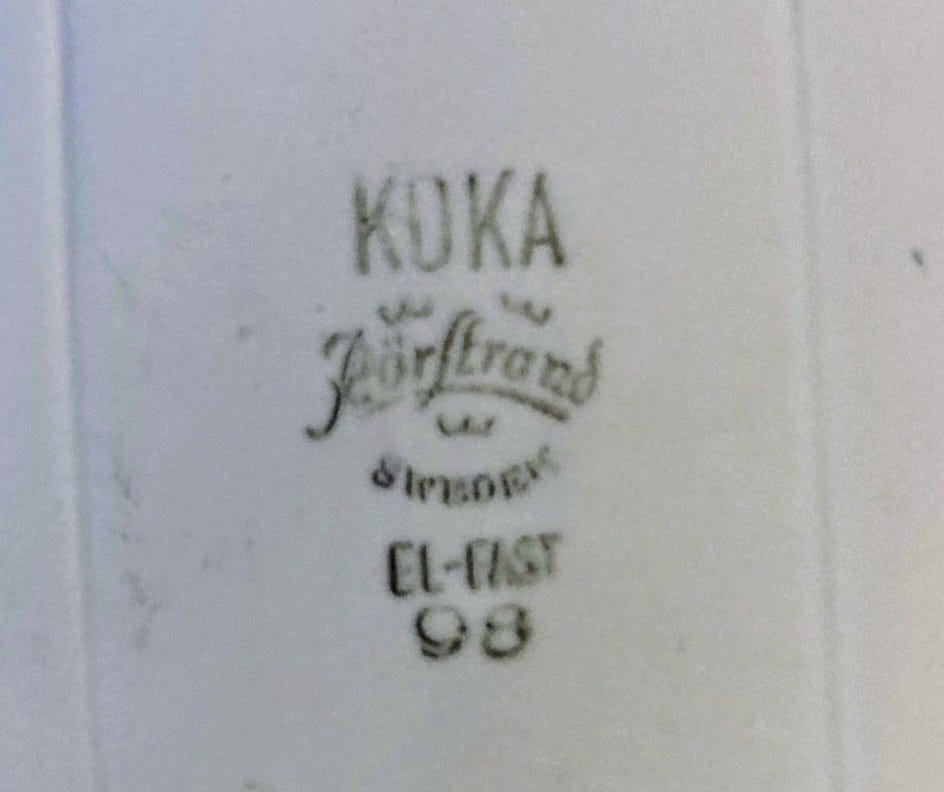 KOKA
Rörstrand
SWEDEN
EL-FAST
98